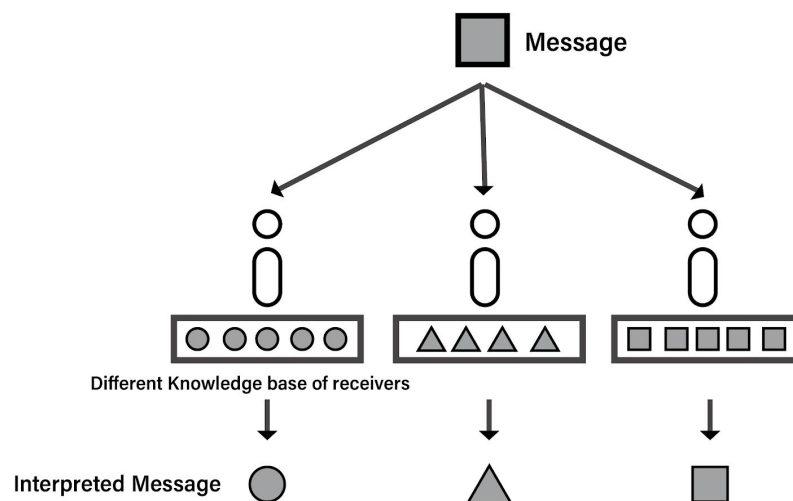 Message
Different Knowledge base of receivers
Interpreted Message